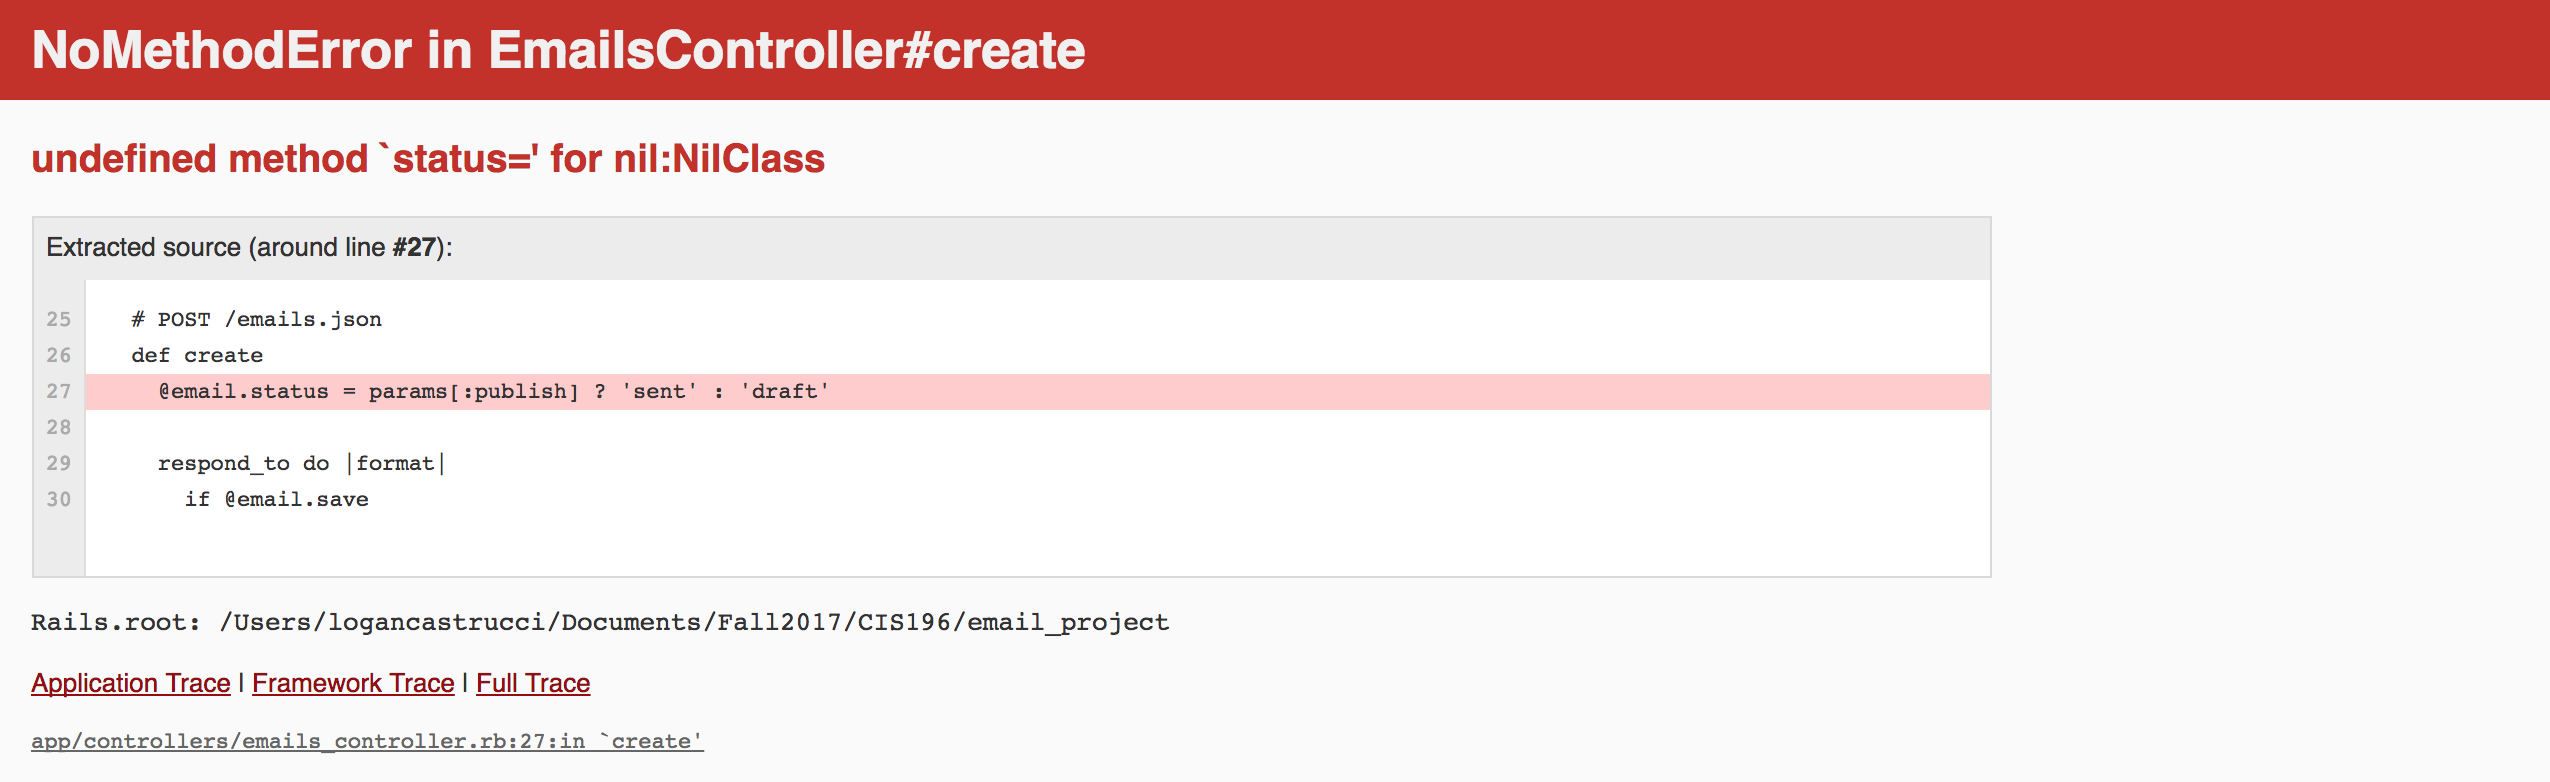 NoMethodError in EmailsController#create
undefined method `status=' for nil:NilClass
Extracted source (around line #27):
25 # POST /emails.json
26 def create
27 @email.status = params[:publish] ? 'sent' : 'draft'
28
29 respond_to do |format|
30 if @email.save
Rails.root: /Users/logancastrucci/Documents/Fall2017/CIS196/email_project
Application Trace | Framework Trace | Full Trace
app/controllers/emails_controller.rb:27:in `create'